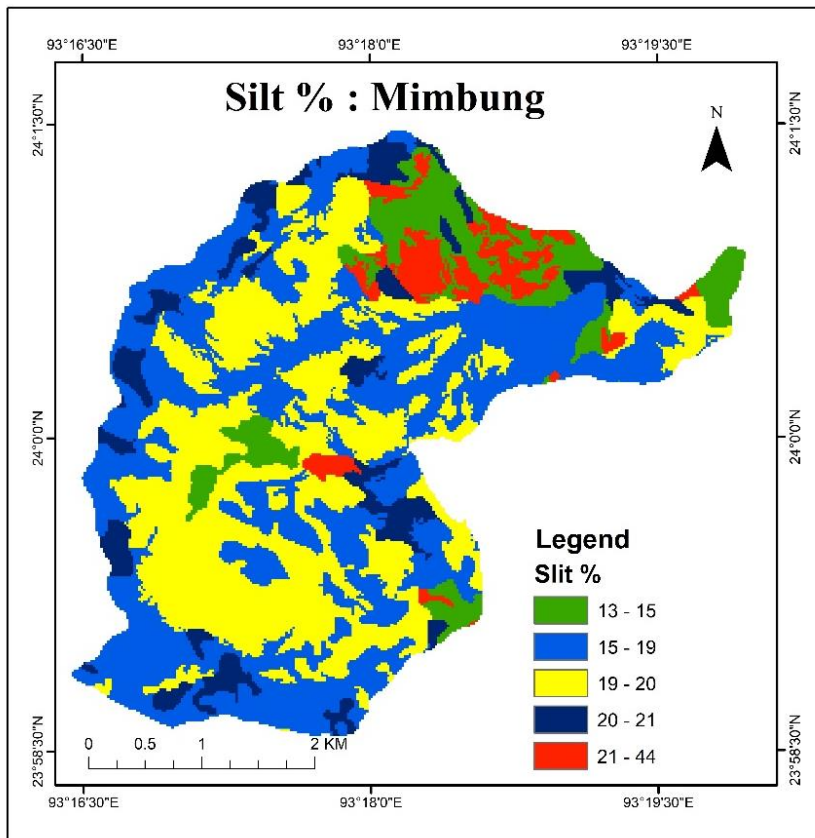 93°16'30"E 93°18'0"E 93°19'30"E
Silt % : Mimbung
N
24°1'30"N 24°1'30"N
24°0'0"N 24°0'0"N
Legend
Slit %
13 - 15
15 - 19
19 - 20
20 - 21
21 - 44
0 0.5 1 2 KM
23°58'30"N 23°58'30"N
93°16'30"E 93°18'0"E 93°19'30"E